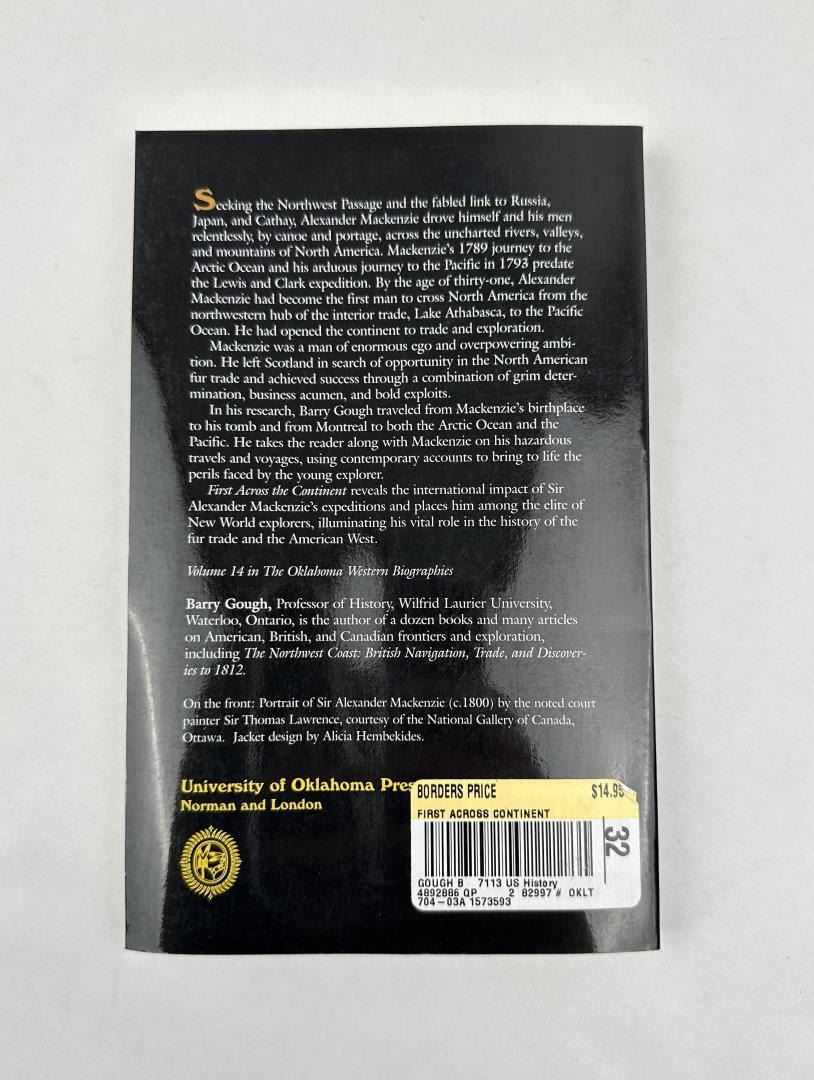 Seeking the Northwest Passage and the fabled link to Russia,
Japan, and Cathay, Alexander Mackenzie drove himself and his men
relentlessly, by canoe and portage, across the uncharted rivers, valleys,
and mountains of North America. Mackenzie's 1789 journey to the
Arctic Ocean and his arduous journey to the Pacific in 1793 predate
the Lewis and Clark expedition. By the age of thirty-one, Alexander
Mackenzie had become the first man to cross North America from the
northwestern hub of the interior trade, Lake Athabasca, to the Pacific
Ocean. He had opened the continent to trade and exploration.
Mackenzie was a man of enormous ego and overpowering ambi-
tion. He left Scotland in search of opportunity in the North American
fur trade and achieved success through a combination of grim deter-
mination, business acumen, and bold exploits.
In his research, Barry Gough traveled from Mackenzie's birthplace
to his tomb and from Montreal to both the Arctic Ocean and the
Pacific. He takes the reader along with Mackenzie on his hazardous
travels and voyages, using contemporary accounts to bring to life the
perils faced by the young explorer.
First Across the Continent reveals the international impact of Sir
Alexander Mackenzie's expeditions and places him among the elite of
New World explorers, illuminating his vital role in the history of the
fur trade and the American West.
Volume 14 in The Oklahoma Western Biographies
Barry Gough, Professor of History, Wilfrid Laurier University,
Waterloo, Ontario, is the author of a dozen books and many articles
on American, British, and Canadian frontiers and exploration,
including The Northwest Coast: British Navigation, Trade, and Discover-
ies to 1812.
On the front: Portrait of Sir Alexander Mackenzie (c.1800) by the noted court
painter Sir Thomas Lawrence, courtesy of the National Gallery of Canada,
Ottawa. Jacket design by Alicia Hembekides.
University of Oklahoma Pres
Norman and London
BORDERS PRICE $14.95
FIRST ACROSS CONTINENT
32
GOUGH B 7113 US History
4892886 QP 2 82997 # OKLT
704-03A 1573593